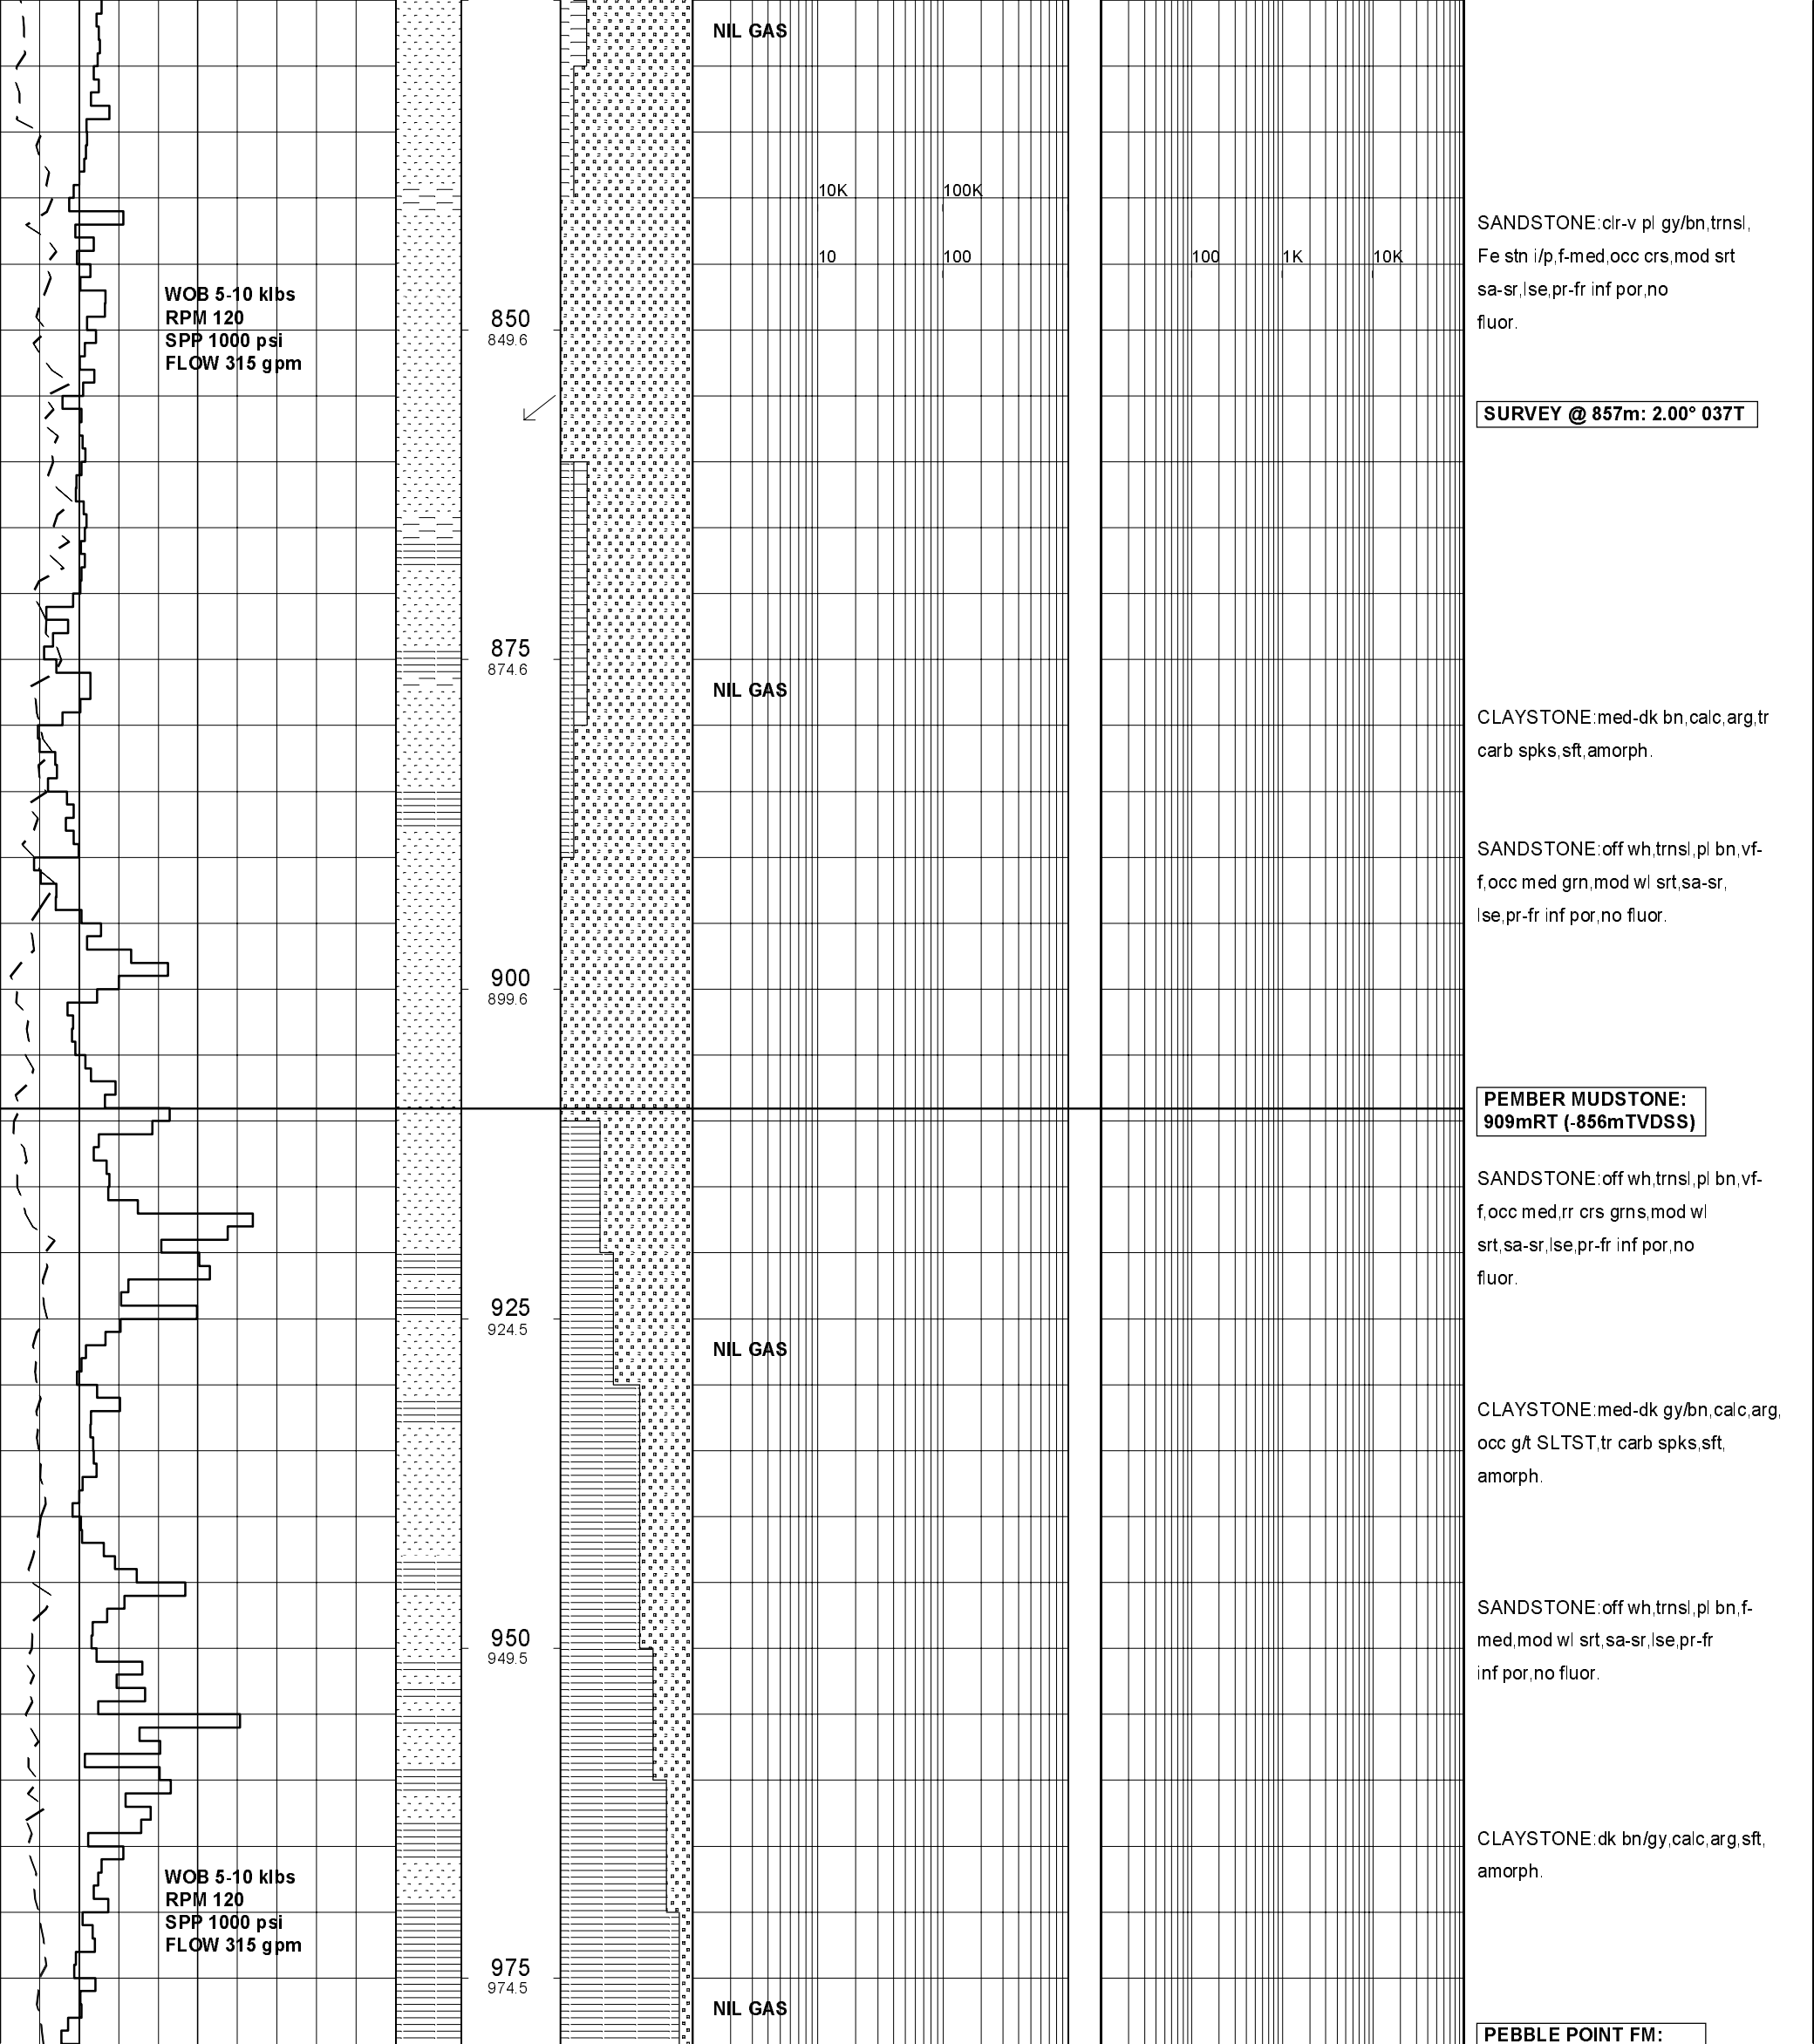 NIL GAS
10K 100K
10 100 100 1K 10K
SANDSTONE:clr-v pl gy/bn,trnsl,
Fe stn i/p,f-med,occ crs,mod srt
sa-sr,lse,pr-fr inf por,no
fluor.
WOB 5-10 klbs
RPM 120
SPP 1000 psi
FLOW 315 gpm
850
849.6
SURVEY @ 857m: 2.00° 037T
875
874.6
NIL GAS
CLAYSTONE:med-dk bn,calc,arg,tr
carb spks,sft,amorph.
SANDSTONE:off wh,trnsl,pl bn,vf-
f,occ med grn,mod wl srt,sa-sr,
lse,pr-fr inf por,no fluor.
900
899.6
PEMBER MUDSTONE:
909mRT (-856mTVDSS)
SANDSTONE:off wh,trnsl,pl bn,vf-
f,occ med,rr crs grns,mod wl
srt,sa-sr,lse,pr-fr inf por,no
fluor.
925
924.5
NIL GAS
CLAYSTONE:med-dk gy/bn,calc,arg,
occ g/t SLTST,tr carb spks,sft,
amorph.
SANDSTONE:off wh,trnsl,pl bn,f-
med,mod wl srt,sa-sr,lse,pr-fr
inf por,no fluor.
950
949.5
CLAYSTONE:dk bn/gy,calc,arg,sft,
amorph.
WOB 5-10 klbs
RPM 120
SPP 1000 psi
FLOW 315 gpm
975
974.5
NIL GAS
PEBBLE POINT FM: